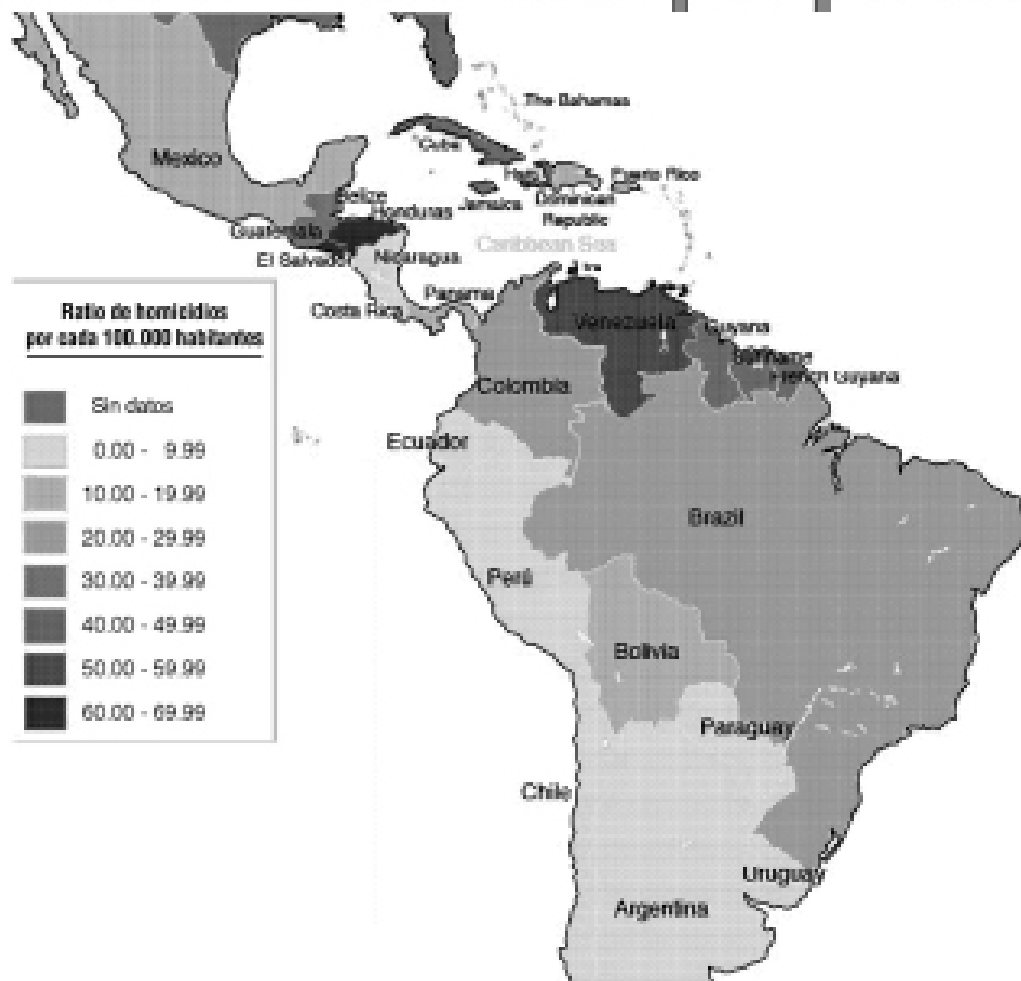 The Bahamas
Cuba
Mexico
Haiti
Puerto Rico
Belize
Jamaica
Dominican
Republic
Honduras
Guatemala
Caribbean Sea
El Salvador
Nicaragua
Panama
Costa Rica
Venezuela
Guyana
Suriname
French Guyana
Colombia
Ecuador
Brazil
Perú
Bolivia
Paraguay
Chile
Uruguay
Argentina
Ratio de homicidios
por cada 100.000 habitantes
Sin datos
0.00 - 9.99
10.00 - 19.99
20.00 - 29.99
30.00 - 39.99
40.00 - 49.99
50.00 - 59.99
60.00 - 69.99